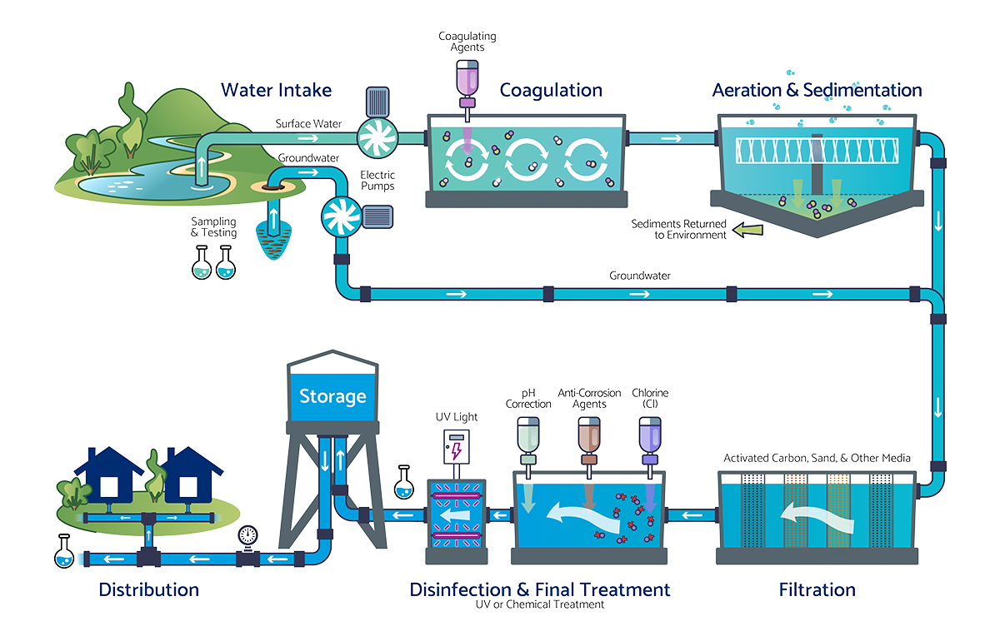 Coagulating
Agents
Water Intake
Coagulation
Aeration & Sedimentation
Surface Water
Groundwater
Electric
Pumps
Sampling
& Testing
Sediments Returned
to Environment
Groundwater
Storage
pH
Correction
Anti-Corrosion
Agents
Chlorine
(Cl)
UV Light
Activated Carbon, Sand, & Other Media
Distribution
Disinfection & Final Treatment
UV or Chemical Treatment
Filtration